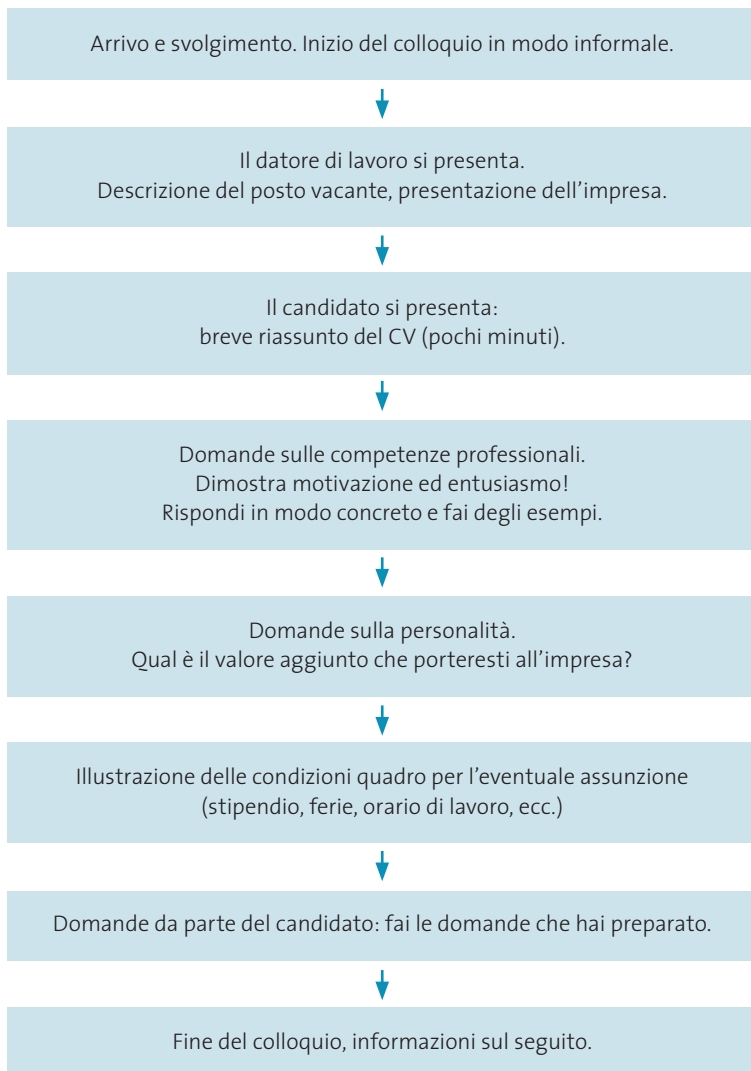 Arrivo e svolgimento. Inizio del colloquio in modo informale.
Il datore di lavoro si presenta.
Descrizione del posto vacante, presentazione dell’impresa.
Il candidato si presenta:
breve riassunto del CV (pochi minuti).
Domande sulle competenze professionali.
Dimostra motivazione ed entusiasmo!
Rispondi in modo concreto e fai degli esempi.
Domande sulla personalità.
Qual è il valore aggiunto che porteresti all’impresa?
Illustrazione delle condizioni quadro per l’eventuale assunzione
(stipendio, ferie, orario di lavoro, ecc.)
Domande da parte del candidato: fai le domande che hai preparato.
Fine del colloquio, informazioni sul seguito.